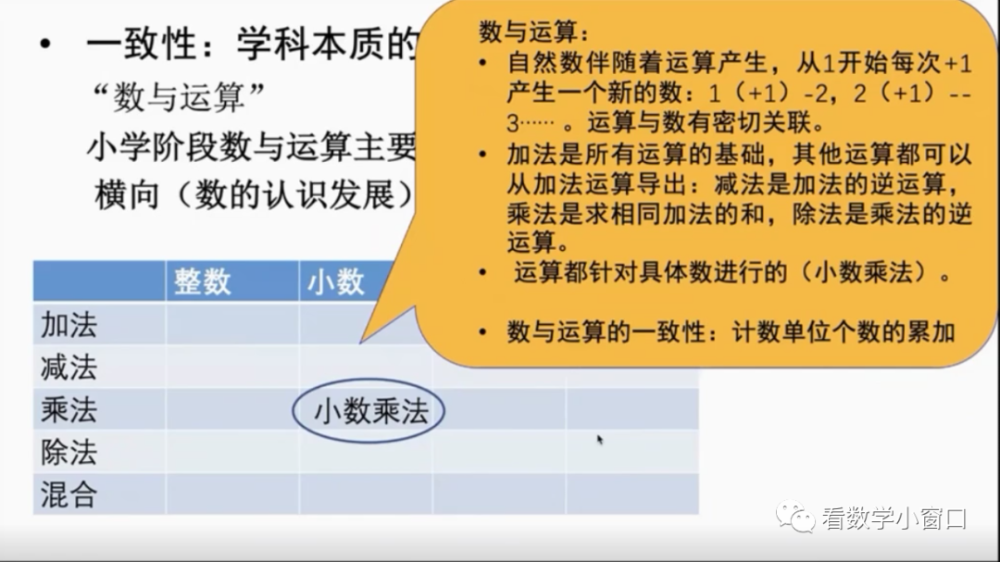 • 一致性：学科本质的
“数与运算”
小学阶段数与运算主要
横向（数的认识发展）
数与运算：
• 自然数伴随着运算产生，从1开始每次+1
产生一个新的数：1（+1）-2，2（+1）--
3…… 。运算与数有密切关联。
• 加法是所有运算的基础，其他运算都可以
从加法运算导出：减法是加法的逆运算，
乘法是求相同加法的和，除法是乘法的逆
运算。
• 运算都针对具体数进行的（小数乘法）。
• 数与运算的一致性：计数单位个数的累加
整数 小数
加法
减法
乘法 小数乘法
除法
混合
看数学小窗口